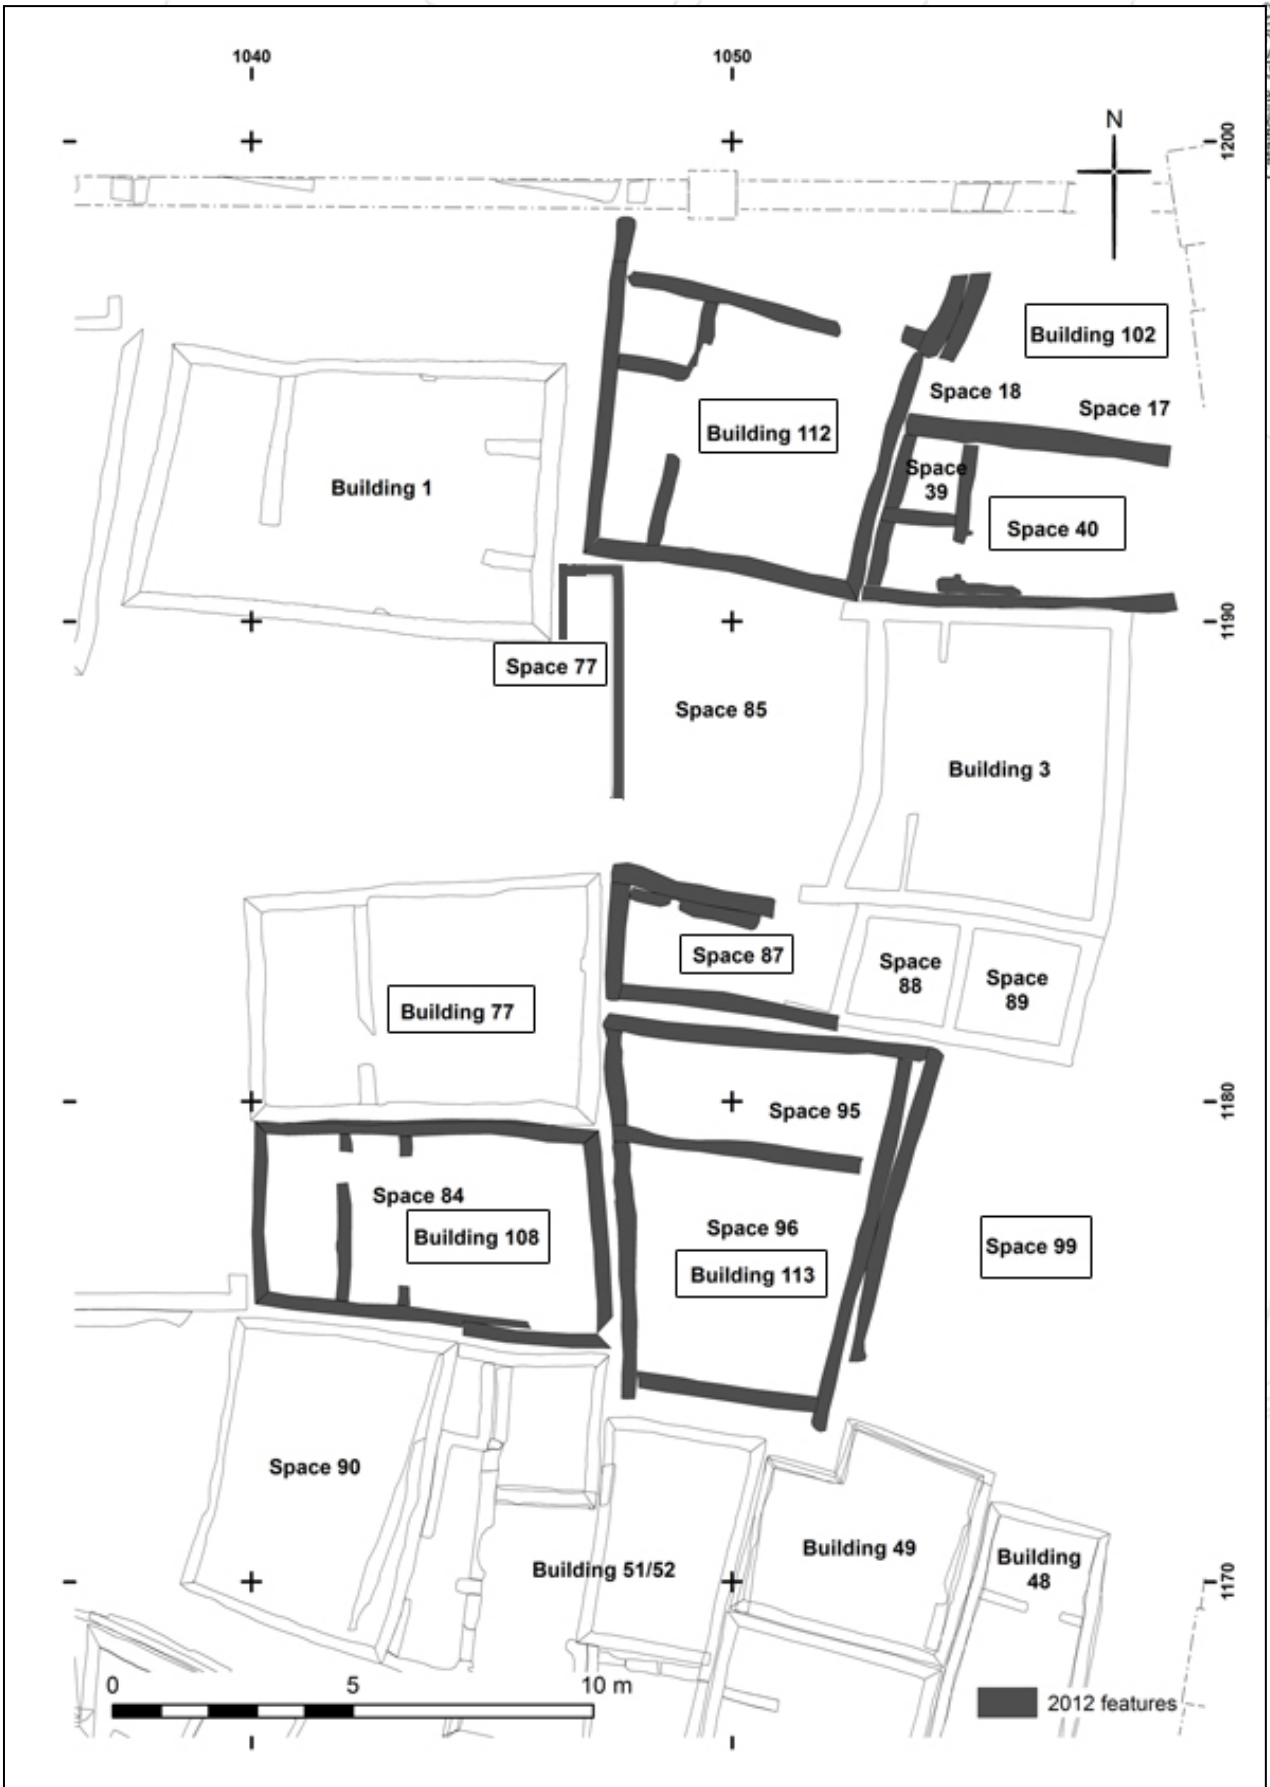 1040
1050
N
1200
Building 102
Space 18
Space 17
Building 112
Space
39
Building 1
Space 40
1190
Space 77
Space 85
Building 3
Space 87
Space
88
Space
89
Building 77
1180
Space 95
Space 84
Building 108
Space 96
Building 113
Space 99
Space 90
Building 51/52
Building 49
Building
48
1170
0
5
10 m
2012 features